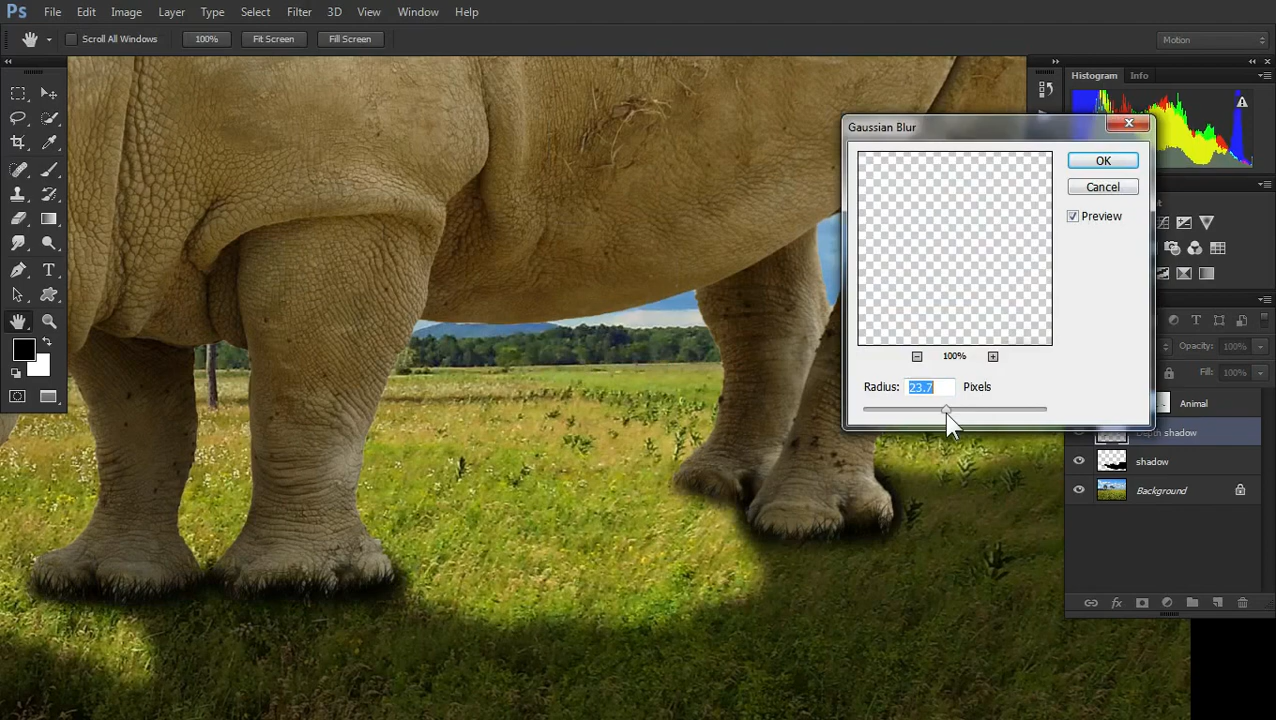 Ps File Edit Image Layer Type Select Filter 3D View Window Help
Scroll All Windows 100% Fit Screen Fill Screen Motion
Histogram Info
Gaussian Blur
OK
Cancel
Preview
100%
Radius: 23.7 Pixels
Opacity: 100%
Fill: 100%
Animal
Depth shadow
shadow
Background